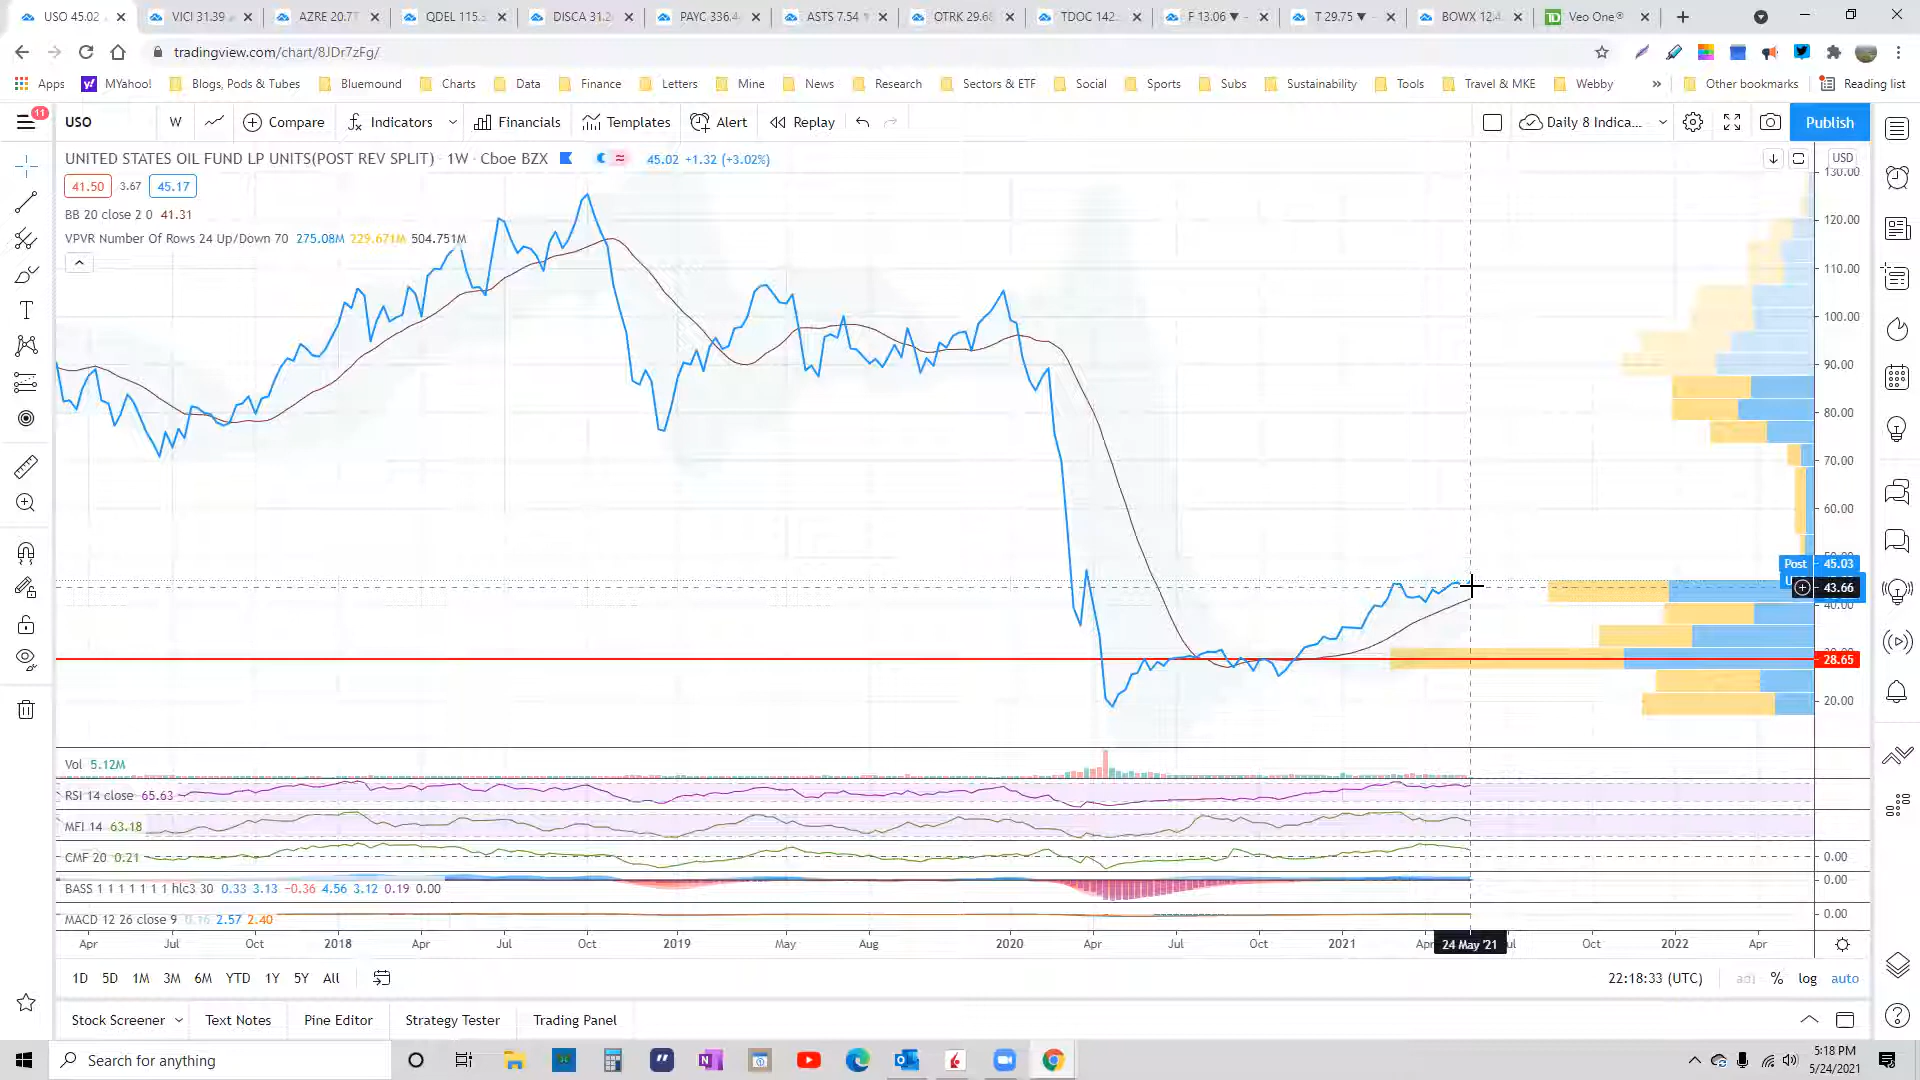 USO 45.02
VICI 31.39
AZRE 20.7
QDEL 115.
DISCA 31.2
PAYC 336.4
ASTS 7.54 ▼
OTRK 29.68
TDOC 142.
F 13.06 ▼
T 29.75 ▼
BOWX 12.4
Veo One®
tradingview.com/chart/8JDr7zFg/
Apps
MYahoo!
Blogs, Pods & Tubes
Bluemound
Charts
Data
Finance
Letters
Mine
News
Research
Sectors & ETF
Social
Sports
Subs
Sustainability
Tools
Travel & MKE
Webby
»
Other bookmarks
Reading list
11
USO
W
Compare
Indicators
Financials
Templates
Alert
Replay
Daily 8 Indica...
Publish
UNITED STATES OIL FUND LP UNITS(POST REV SPLIT) · 1W · Cboe BZX
45.02 +1.32 (+3.02%)
USD
41.50 3.67 45.17
BB 20 close 2 0 41.31
VPVR Number Of Rows 24 Up/Down 70 275.08M 229.671M 504.751M
130.00
120.00
110.00
100.00
90.00
80.00
70.00
60.00
Post 45.03
43.66
40.00
28.65
20.00
Vol 5.12M
RSI 14 close 65.63
MFI 14 63.18
CMF 20 0.21
0.00
BASS 1 1 1 1 1 1 1 hlc3 30 0.33 3.13 −0.36 4.56 3.12 0.19 0.00
0.00
MACD 12 26 close 9 0.16 2.57 2.40
0.00
Apr Jul Oct 2018 Apr Jul Oct 2019 May Aug 2020 Apr Jul Oct 2021 Apr 24 May '21 Jul Oct 2022 Apr
1D 5D 1M 3M 6M YTD 1Y 5Y All
22:18:33 (UTC)
adj % log auto
Stock Screener
Text Notes
Pine Editor
Strategy Tester
Trading Panel
Search for anything
5:18 PM
5/24/2021